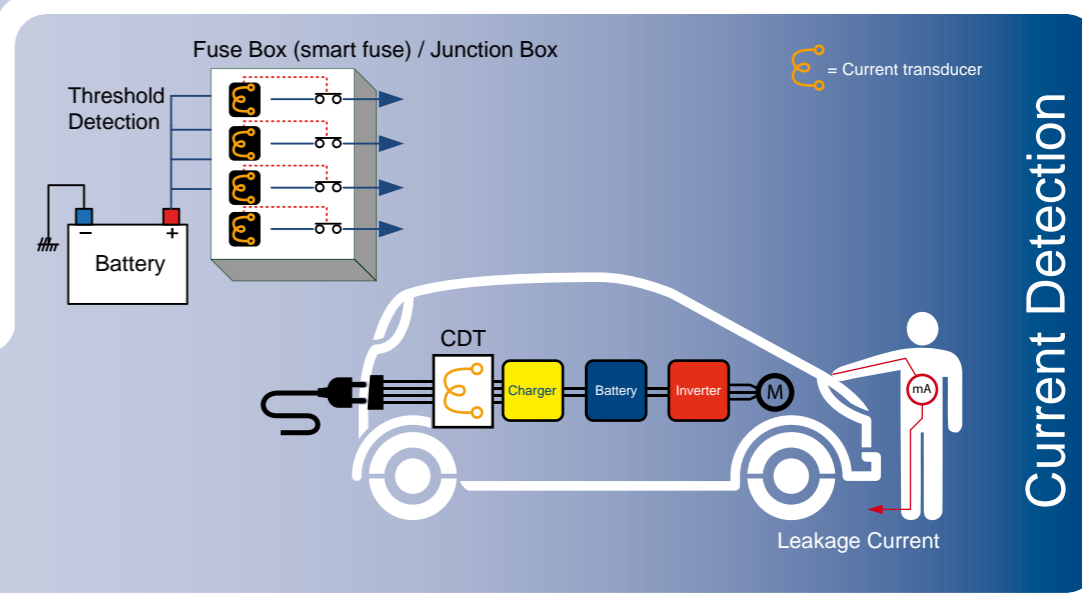 Fuse Box (smart fuse) / Junction Box
= Current transducer
Threshold
Detection
– +
Battery
CDT
Charger
Battery
Inverter
M
mA
Leakage Current
Current Detection